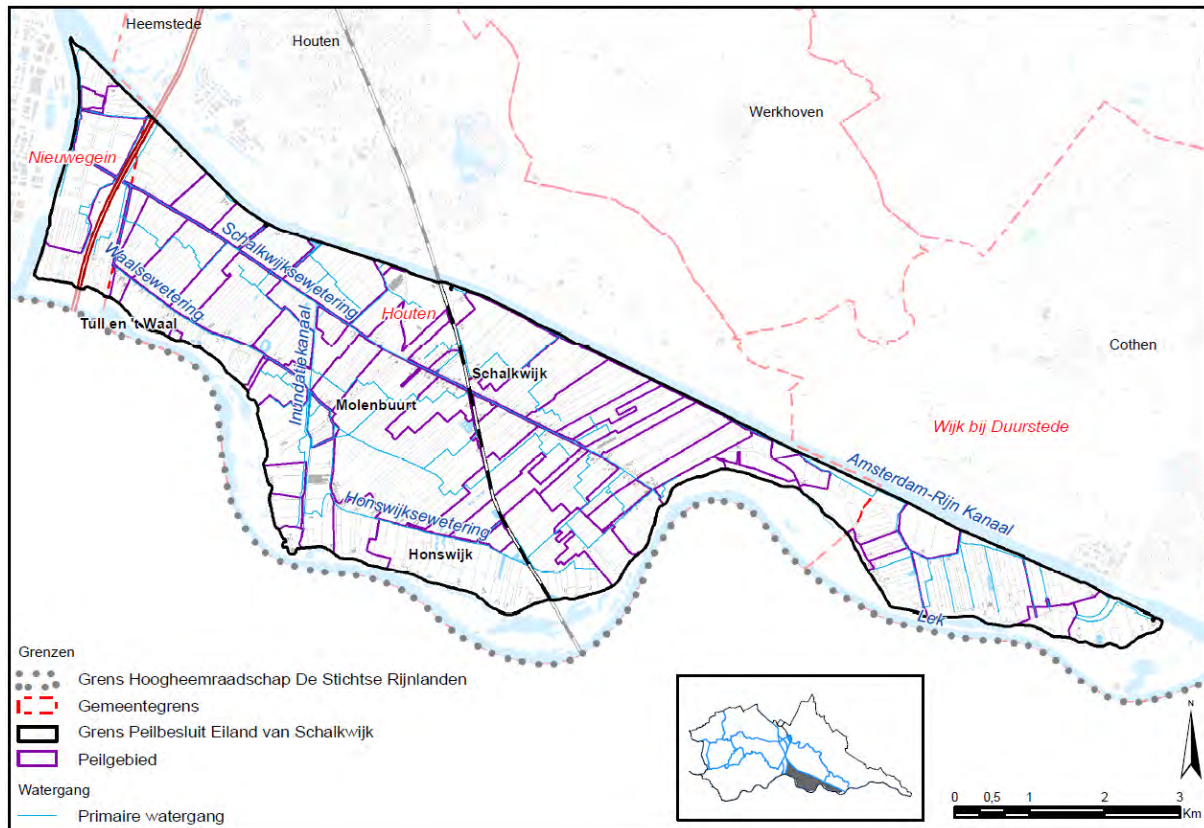 Heemstede
Houten
Werkhoven
Nieuwegein
Schalkwijksewetering
Waalsewetering
Houten
Tull en 't Waal
Inundatiekanaal
Schalkwijk
Cothen
Molenbuurt
Wijk bij Duurstede
Amsterdam-Rijn Kanaal
Honswijksewetering
Honswijk
Lek
Grenzen
Grens Hoogheemraadschap De Stichtse Rijnlanden
Gemeentegrens
Grens Peilbesluit Eiland van Schalkwijk
Peilgebied
Watergang
Primaire watergang
N
0 0,5 1 2 3
Km